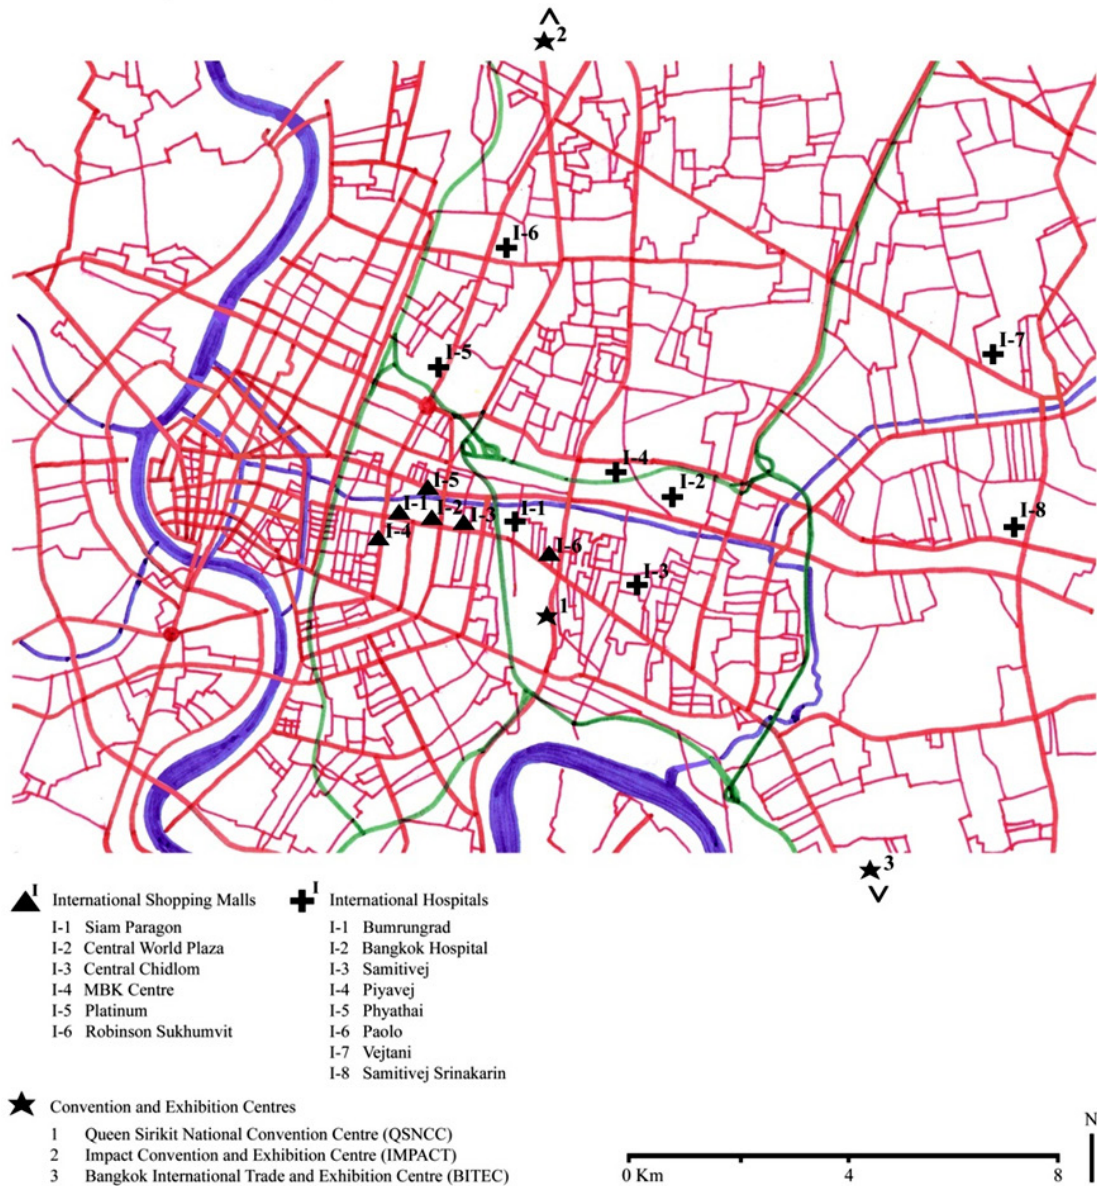 2
I-6
I-7
I-5
I-4
I-2
I-5
I-1
I-2
I-3
I-1
I-8
I-4
I-6
I-3
1
3
I International Shopping Malls
I-1 Siam Paragon
I-2 Central World Plaza
I-3 Central Chidlom
I-4 MBK Centre
I-5 Platinum
I-6 Robinson Sukhumvit
I International Hospitals
I-1 Bumrungrad
I-2 Bangkok Hospital
I-3 Samitivej
I-4 Piyavej
I-5 Phyathai
I-6 Paolo
I-7 Vejtani
I-8 Samitivej Srinakarin
Convention and Exhibition Centres
1 Queen Sirikit National Convention Centre (QSNCC)
2 Impact Convention and Exhibition Centre (IMPACT)
3 Bangkok International Trade and Exhibition Centre (BITEC)
N
0 Km 4 8